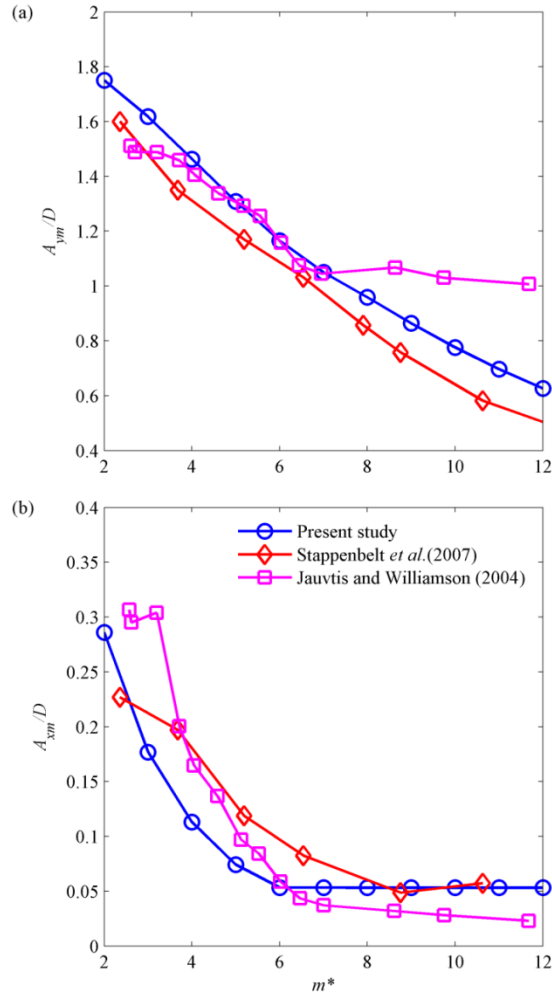 (a)
2
1.8
1.6
1.4
1.2
1
0.8
0.6
0.4
A_ym/D
2 4 6 8 10 12
(b)
0.4
0.35
0.3
0.25
0.2
0.15
0.1
0.05
0
A_xm/D
Present study
Stappenbelt et al.(2007)
Jauvtis and Williamson (2004)
2 4 6 8 10 12
m*